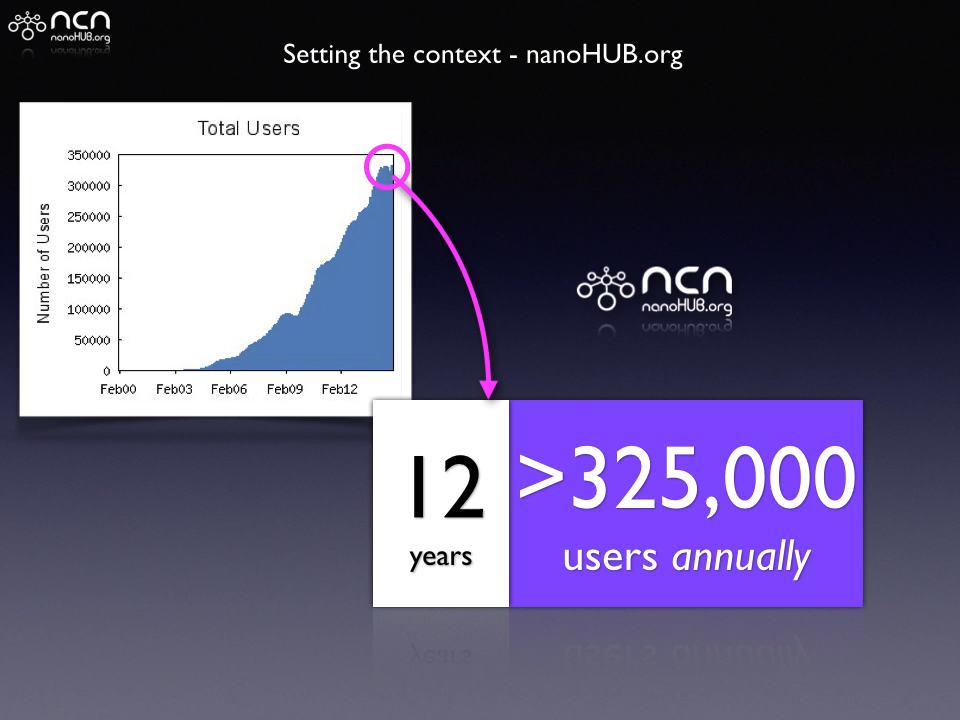 ncn
nanoHUB.org
Setting the context - nanoHUB.org
Total Users
350000
300000
250000
200000
150000
100000
50000
0
Number of Users
Feb00 Feb03 Feb06 Feb09 Feb12
ncn
nanoHUB.org
12
years
>325,000
users annually